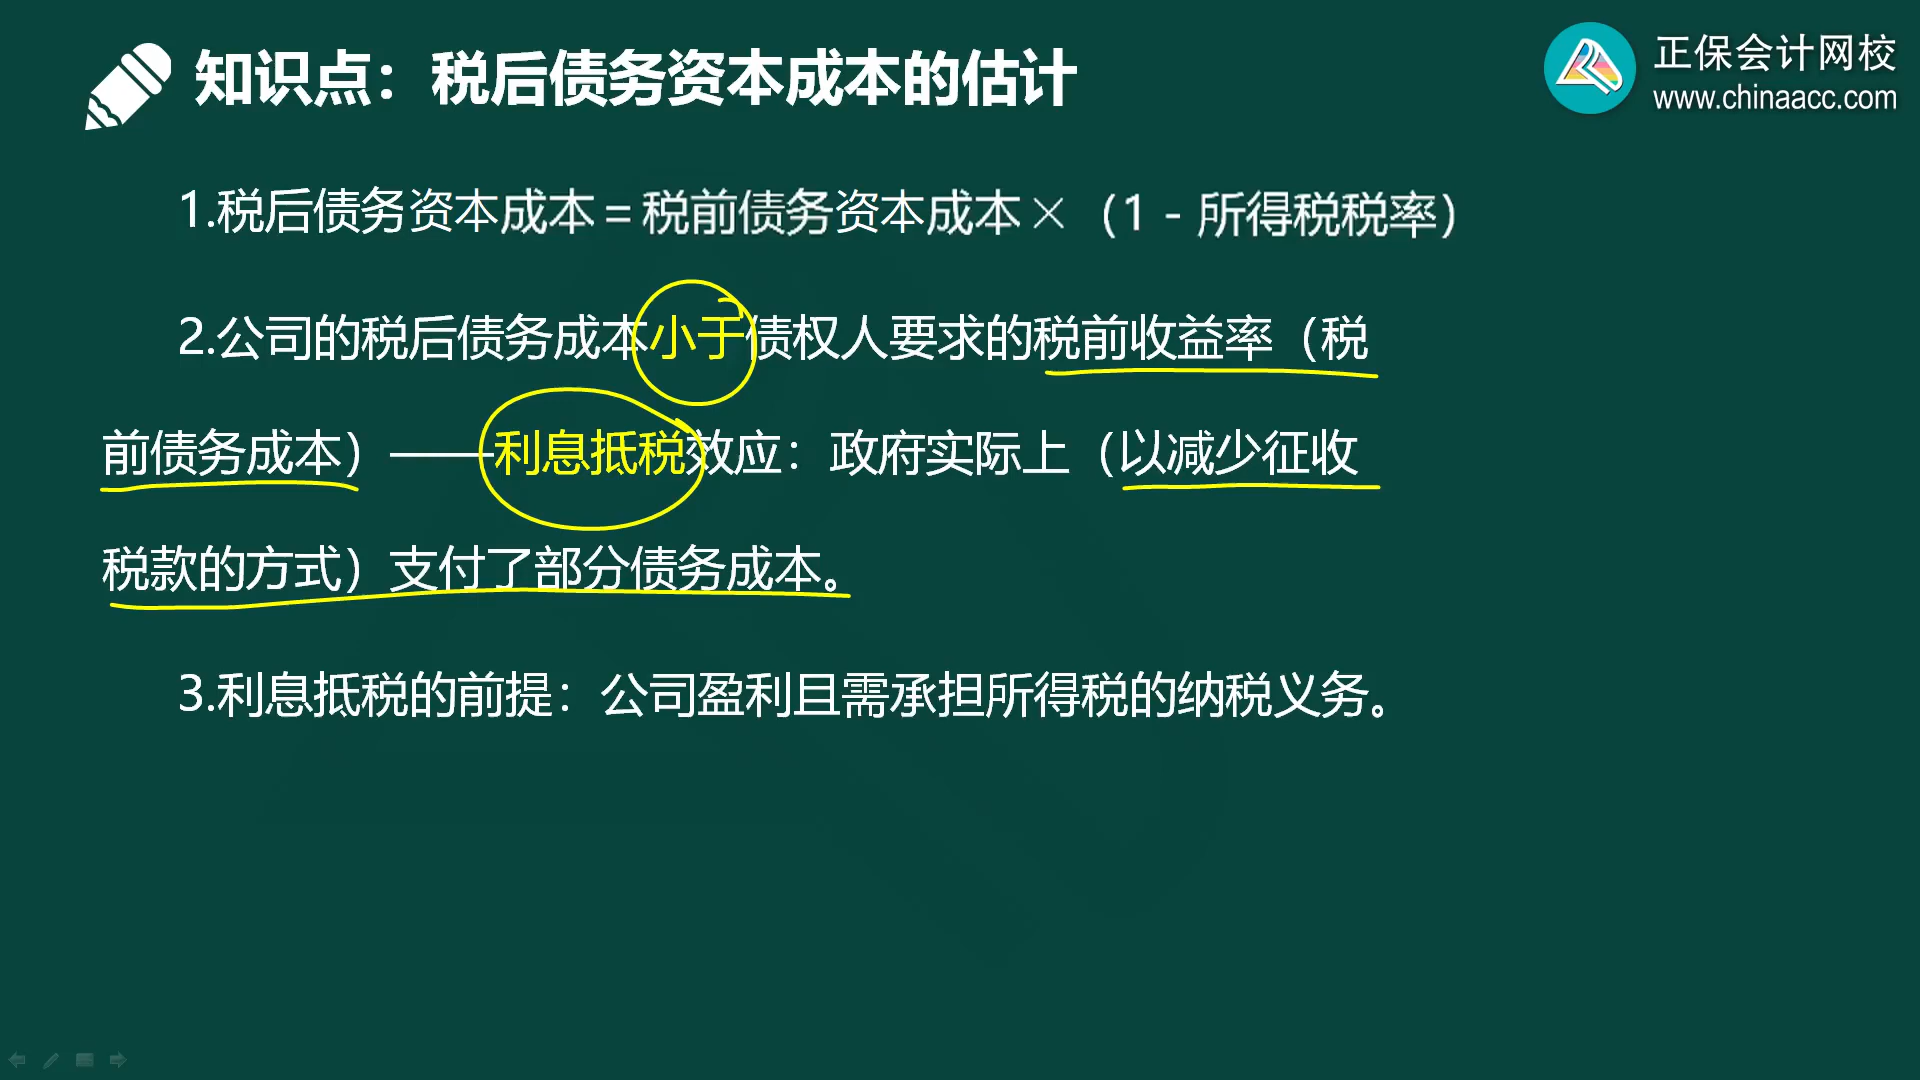 知识点：税后债务资本成本的估计
正保会计网校
www.chinaacc.com
1.税后债务资本成本＝税前债务资本成本×（1－所得税税率）
2.公司的税后债务成本小于债权人要求的税前收益率（税
前债务成本）——利息抵税效应：政府实际上（以减少征收
税款的方式）支付了部分债务成本。
3.利息抵税的前提：公司盈利且需承担所得税的纳税义务。